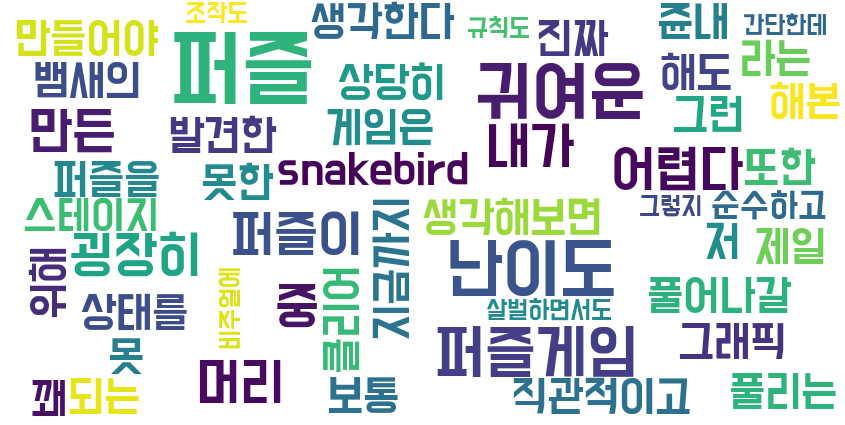 조작도
생각한다
규칙도
쥰내
간단한데
만들어야
퍼즐
진짜
라는
뱀새의
상당히
귀여운
해도
해본
만든
발견한
게임은
내가
그런
snakebird
어렵다
또한
퍼즐을
못한
스테이지
퍼즐이
지금까지
생각해보면
그렇지
순수하고
굉장히
난이도
저
제일
위해
상태를
비주얼에
중
클리어
살벌하면서도
풀어나갈
못
퍼즐게임
그래픽
꽤
되는
머리
보통
직관적이고
풀리는